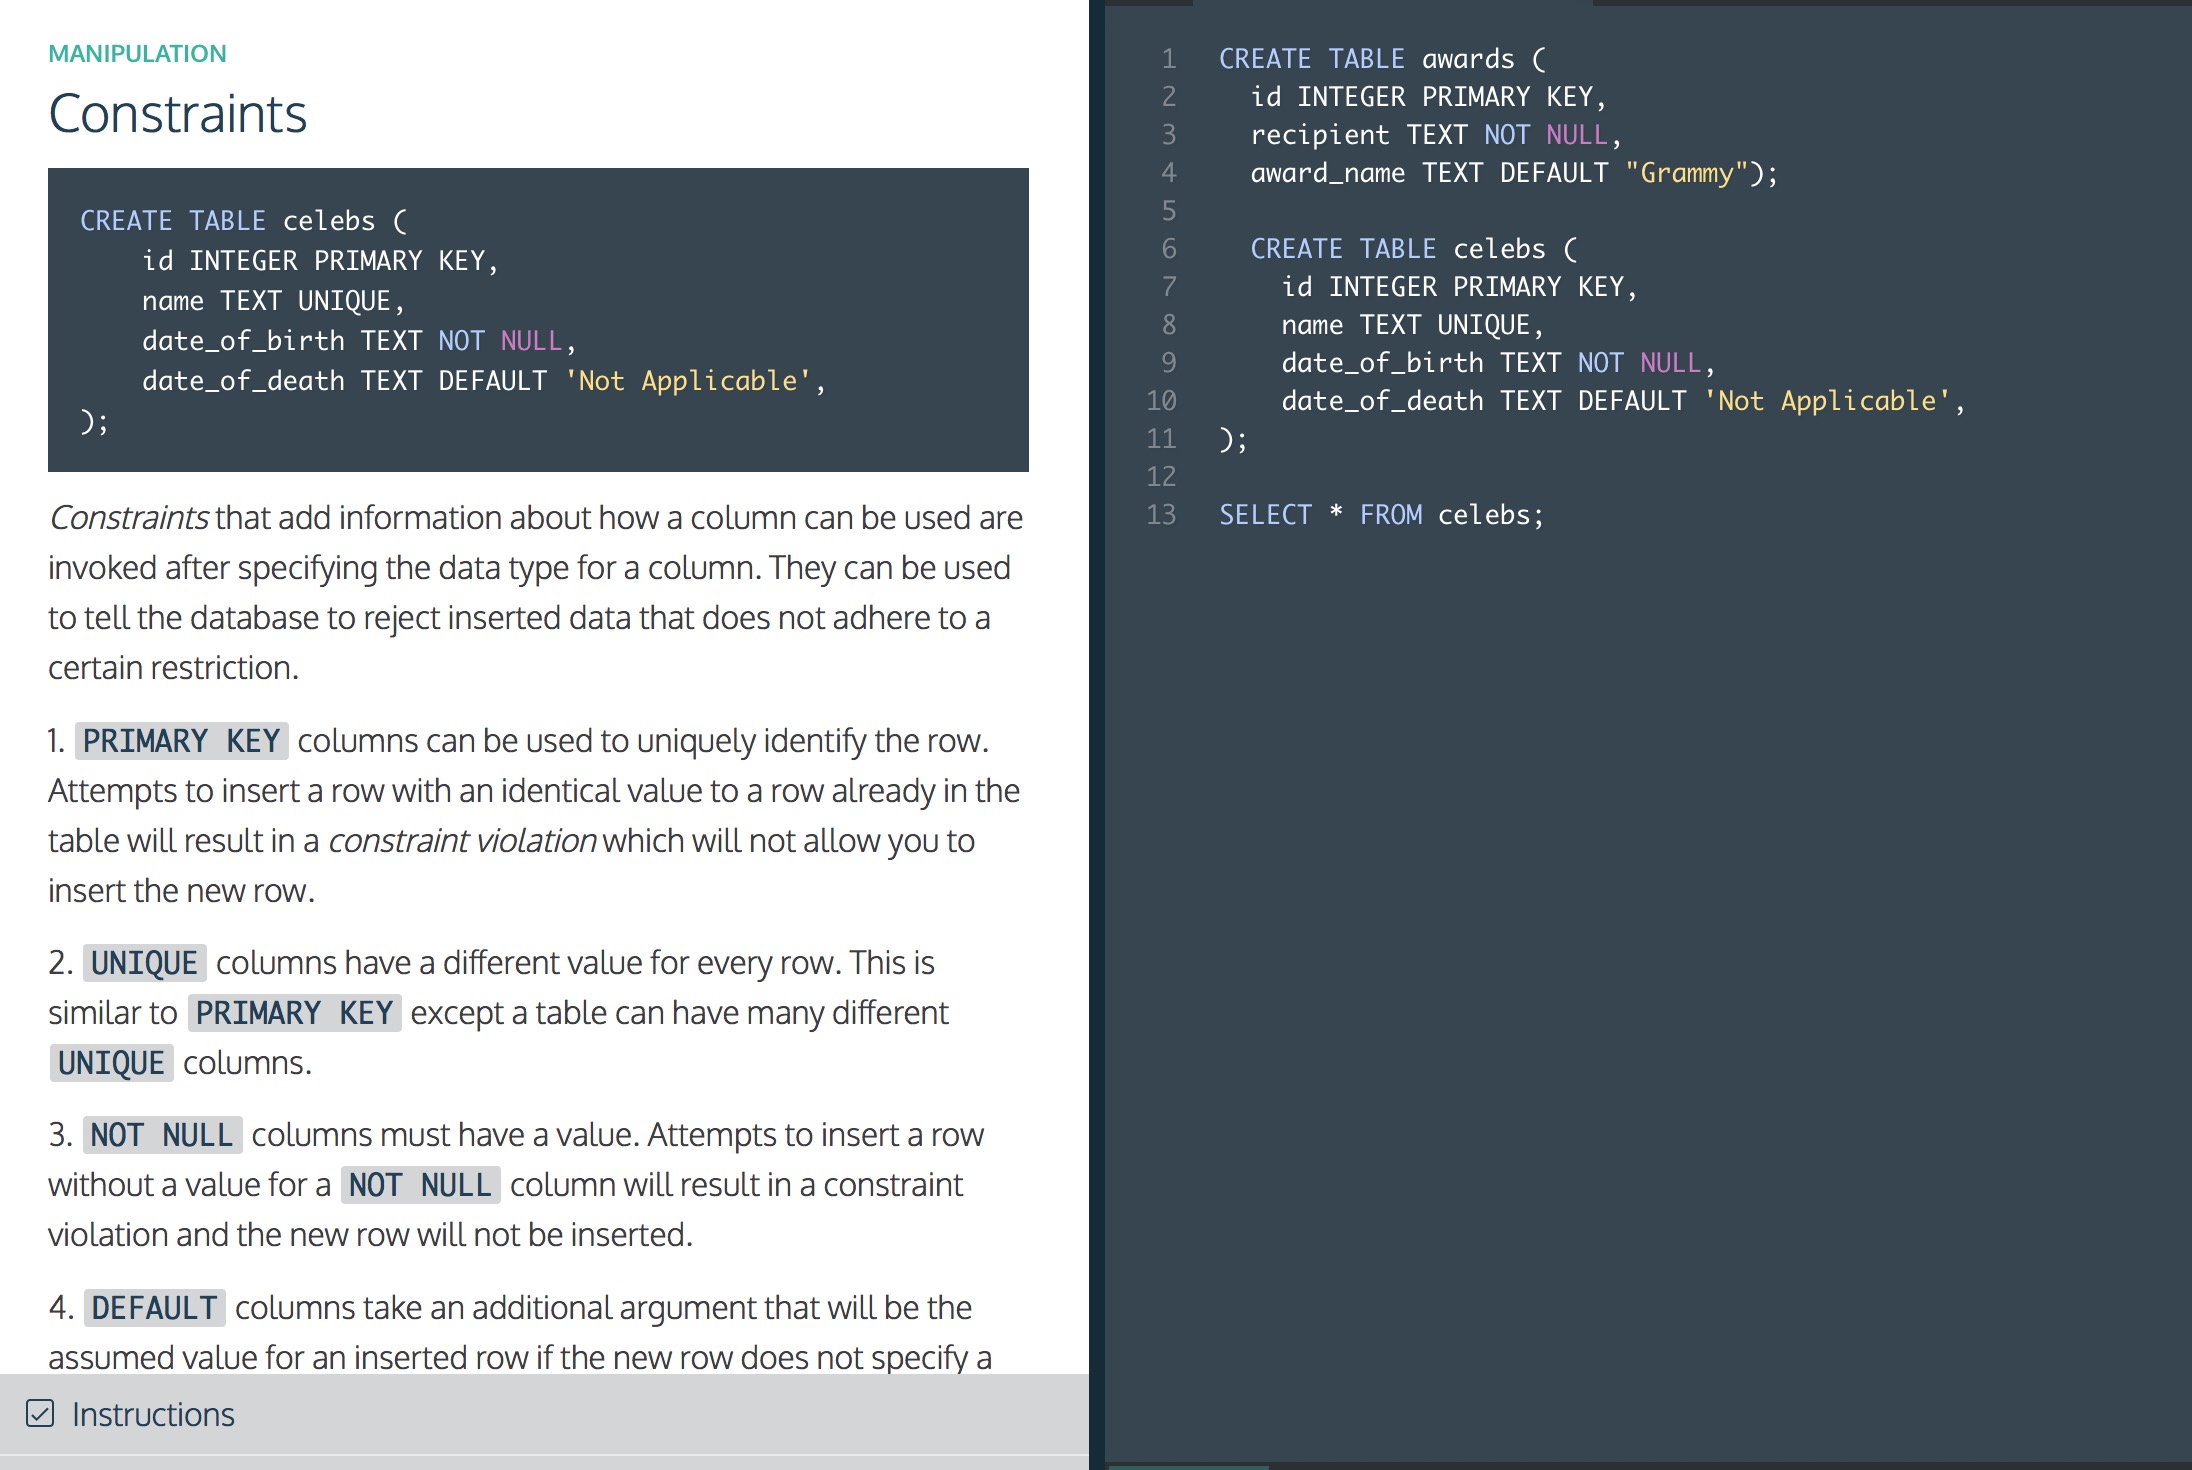 MANIPULATION
Constraints
CREATE TABLE celebs (
    id INTEGER PRIMARY KEY,
    name TEXT UNIQUE,
    date_of_birth TEXT NOT NULL,
    date_of_death TEXT DEFAULT 'Not Applicable',
);
Constraints that add information about how a column can be used are
invoked after specifying the data type for a column. They can be used
to tell the database to reject inserted data that does not adhere to a
certain restriction.
1. PRIMARY KEY columns can be used to uniquely identify the row.
Attempts to insert a row with an identical value to a row already in the
table will result in a constraint violation which will not allow you to
insert the new row.
2. UNIQUE columns have a different value for every row. This is
similar to PRIMARY KEY except a table can have many different
UNIQUE columns.
3. NOT NULL columns must have a value. Attempts to insert a row
without a value for a NOT NULL column will result in a constraint
violation and the new row will not be inserted.
4. DEFAULT columns take an additional argument that will be the
assumed value for an inserted row if the new row does not specify a
Instructions
1 CREATE TABLE awards (
2   id INTEGER PRIMARY KEY,
3   recipient TEXT NOT NULL,
4   award_name TEXT DEFAULT "Grammy");
5
6   CREATE TABLE celebs (
7     id INTEGER PRIMARY KEY,
8     name TEXT UNIQUE,
9     date_of_birth TEXT NOT NULL,
10     date_of_death TEXT DEFAULT 'Not Applicable',
11 );
12
13 SELECT * FROM celebs;